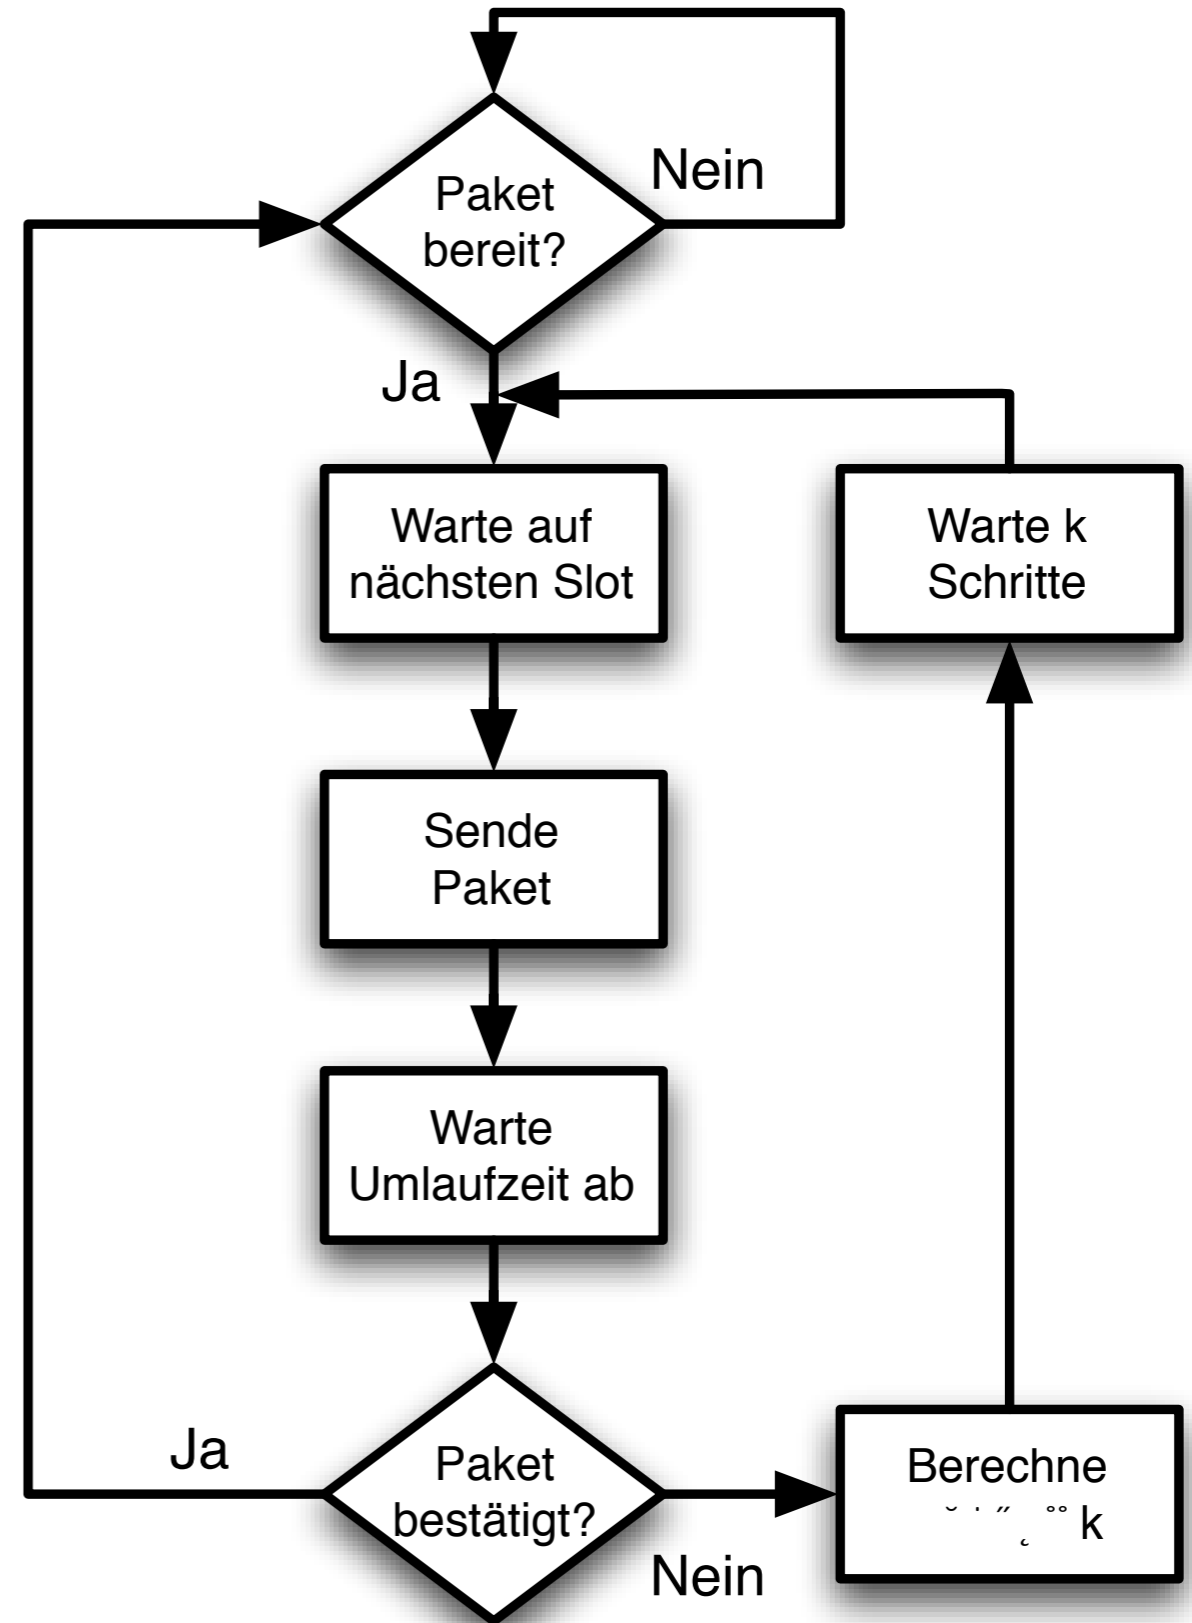 Paket
bereit?
Nein
Ja
Warte auf
nächsten Slot
Warte k
Schritte
Sende
Paket
Warte
Umlaufzeit ab
Paket
bestätigt?
Ja
Nein
Berechne
k